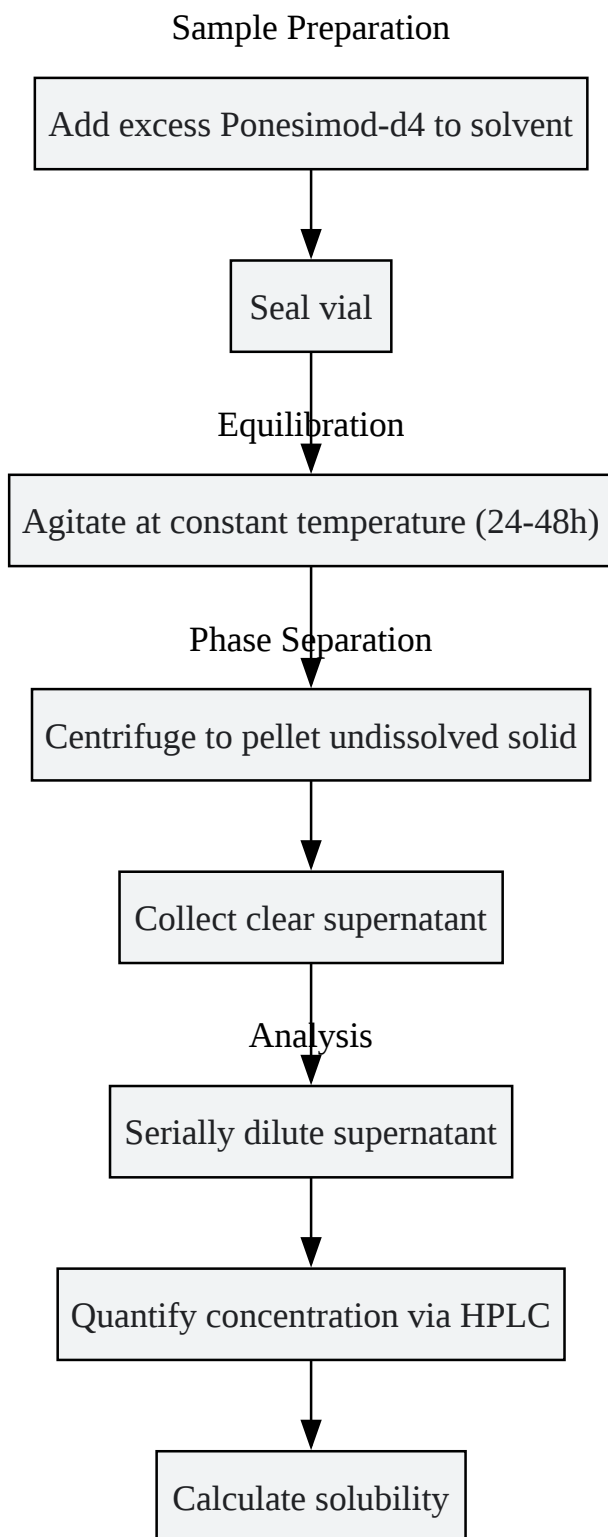 Sample Preparation
Add excess Ponesimod-d4 to solvent
Seal vial
Equilibration
Agitate at constant temperature (24-48h)
Phase Separation
Centrifuge to pellet undissolved solid
Collect clear supernatant
Analysis
Serially dilute supernatant
Quantify concentration via HPLC
Calculate solubility